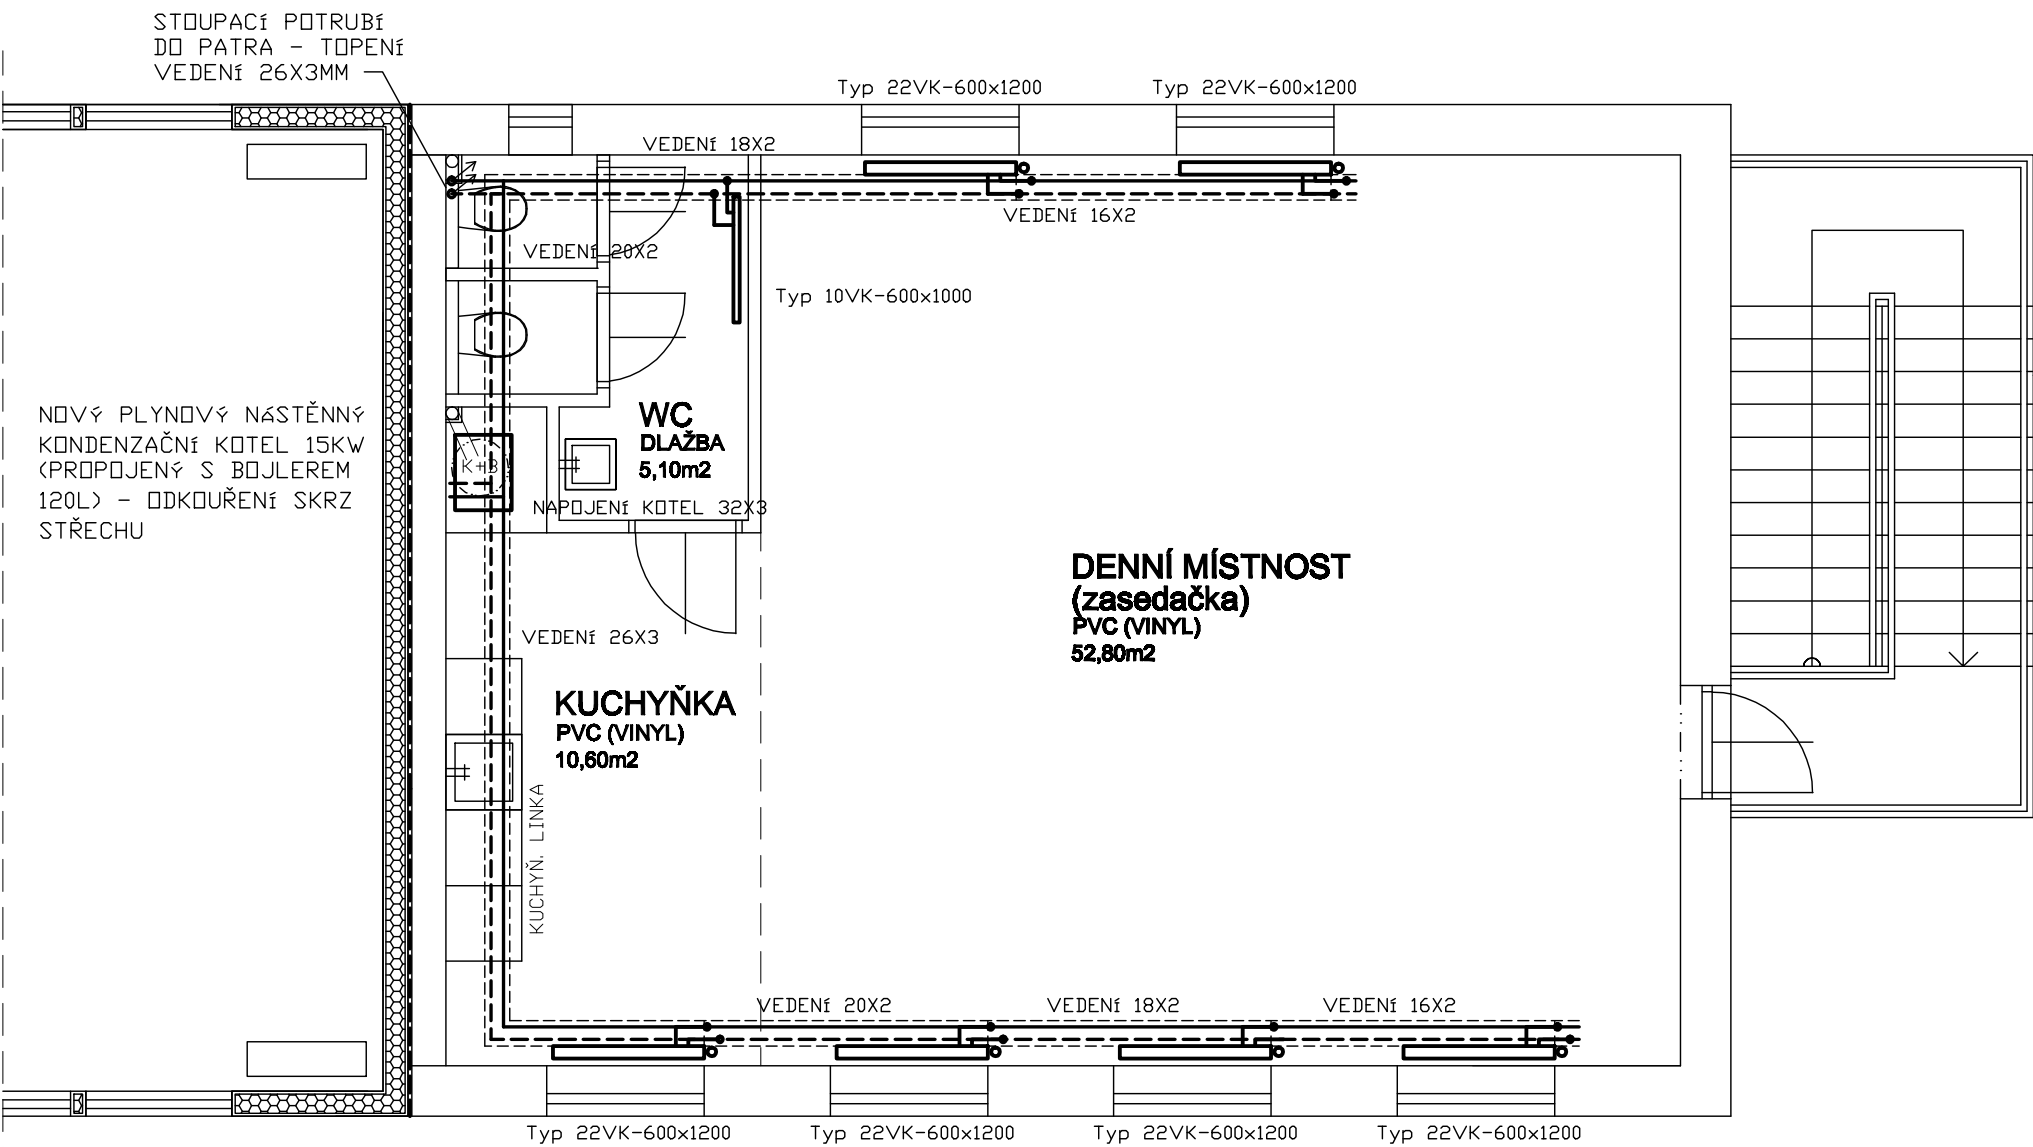 STOUPACÍ POTRUBÍ
DO PATRA - TOPENÍ
VEDENÍ 26X3MM
Typ 22VK-600x1200
Typ 22VK-600x1200
VEDENÍ 18X2
VEDENÍ 16X2
VEDENÍ 20X2
Typ 10VK-600x1000
NOVÝ PLYNOVÝ NÁSTĚNNÝ
KONDENZAČNÍ KOTEL 15KW
(PROPOJENÝ S BOJLEREM
120L) - ODKOUŘENÍ SKRZ
STŘECHU
WC
DLAŽBA
5,10m2
K+B
NAPOJENÍ KOTEL 32X3
DENNÍ MÍSTNOST
(zasedačka)
PVC (VINYL)
52,80m2
VEDENÍ 26X3
KUCHYŇKA
PVC (VINYL)
10,60m2
KUCHYŇ. LINKA
VEDENÍ 20X2
VEDENÍ 18X2
VEDENÍ 16X2
Typ 22VK-600x1200
Typ 22VK-600x1200
Typ 22VK-600x1200
Typ 22VK-600x1200